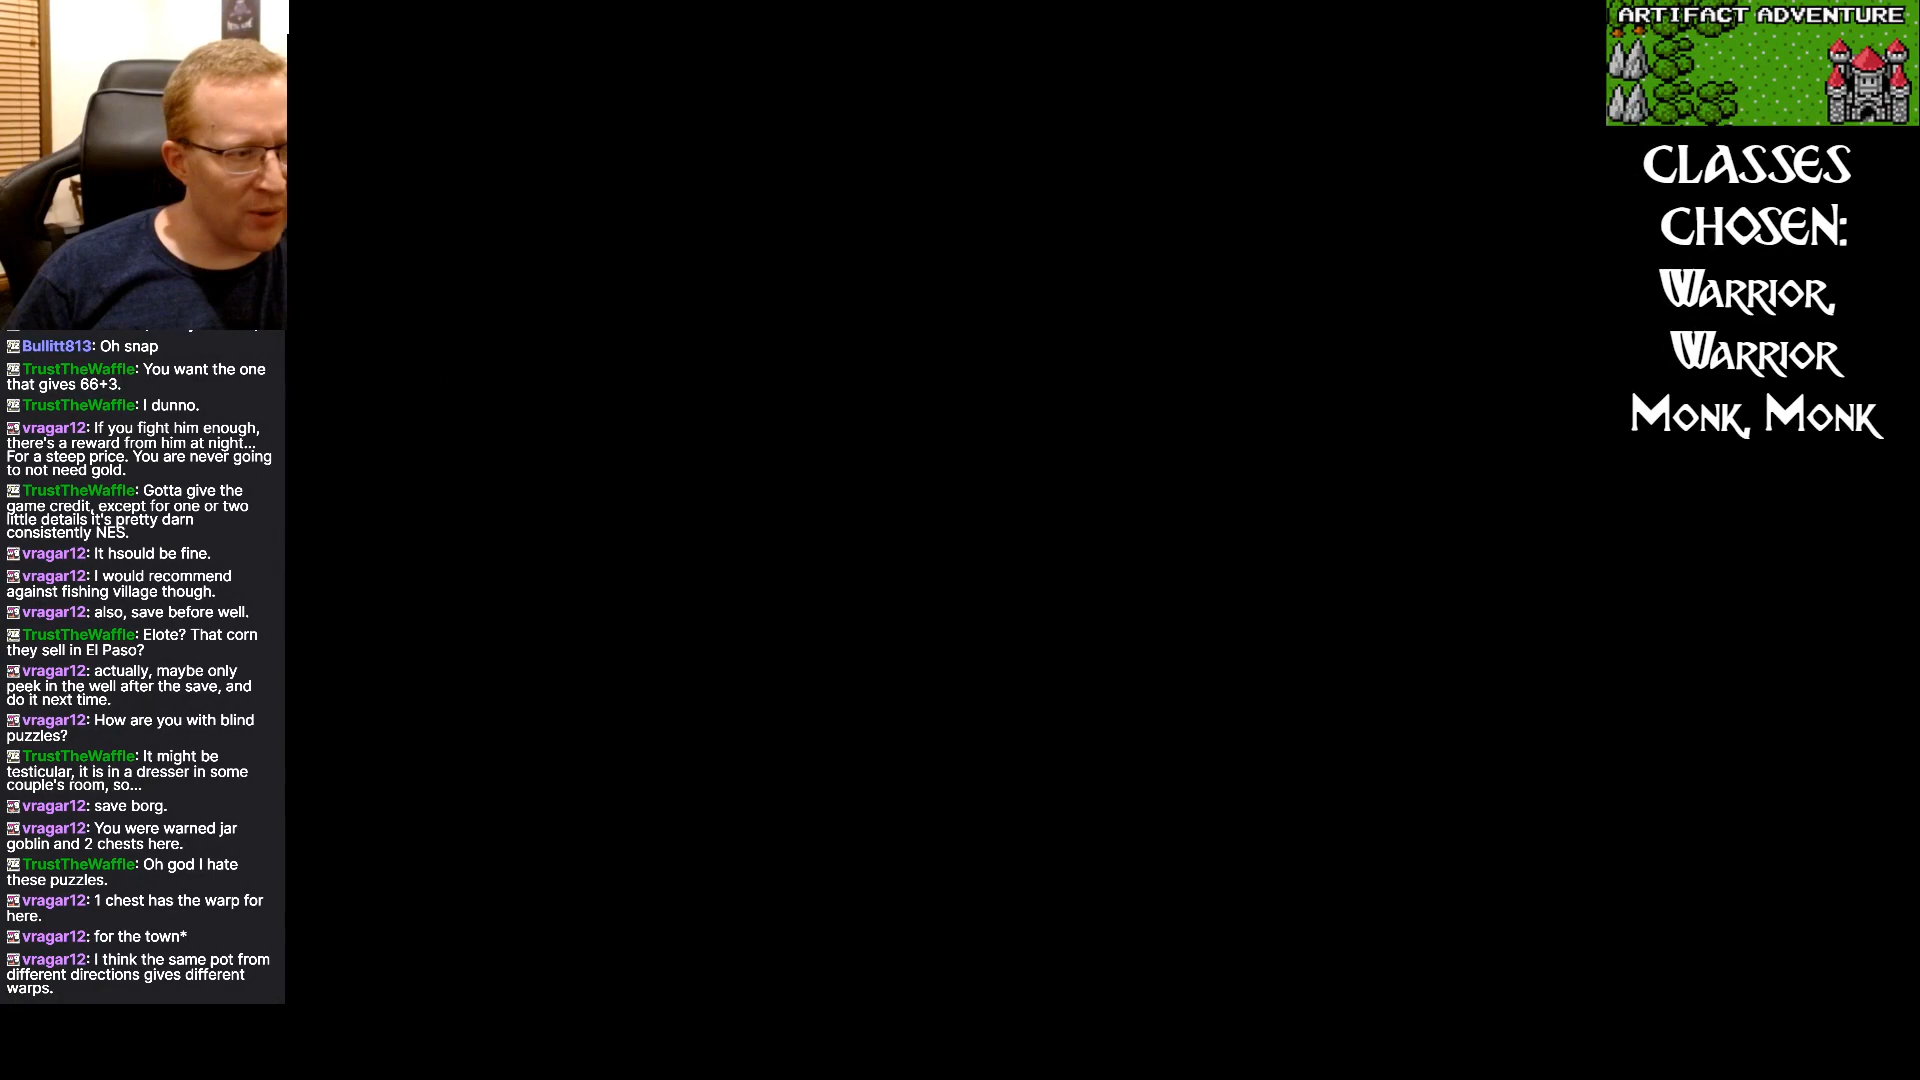 Bullitt813: Oh snap
TrustTheWaffle: You want the one
that gives 66+3.
TrustTheWaffle: I dunno.
vragar12: If you fight him enough,
there's a reward from him at night...
For a steep price. You are never going
to not need gold.
TrustTheWaffle: Gotta give the
game credit, except for one or two
little details it's pretty darn
consistently NES.
vragar12: It hsould be fine.
vragar12: I would recommend
against fishing village though.
vragar12: also, save before well.
TrustTheWaffle: Elote? That corn
they sell in El Paso?
vragar12: actually, maybe only
peek in the well after the save, and
do it next time.
vragar12: How are you with blind
puzzles?
TrustTheWaffle: It might be
testicular, it is in a dresser in some
couple's room, so...
vragar12: save borg.
vragar12: You were warned jar
goblin and 2 chests here.
TrustTheWaffle: Oh god I hate
these puzzles.
vragar12: 1 chest has the warp for
here.
vragar12: for the town*
vragar12: I think the same pot from
different directions gives different
warps.
ARTIFACT ADVENTURE
CLASSES
CHOSEN:
WARRIOR,
WARRIOR
MONK, MONK